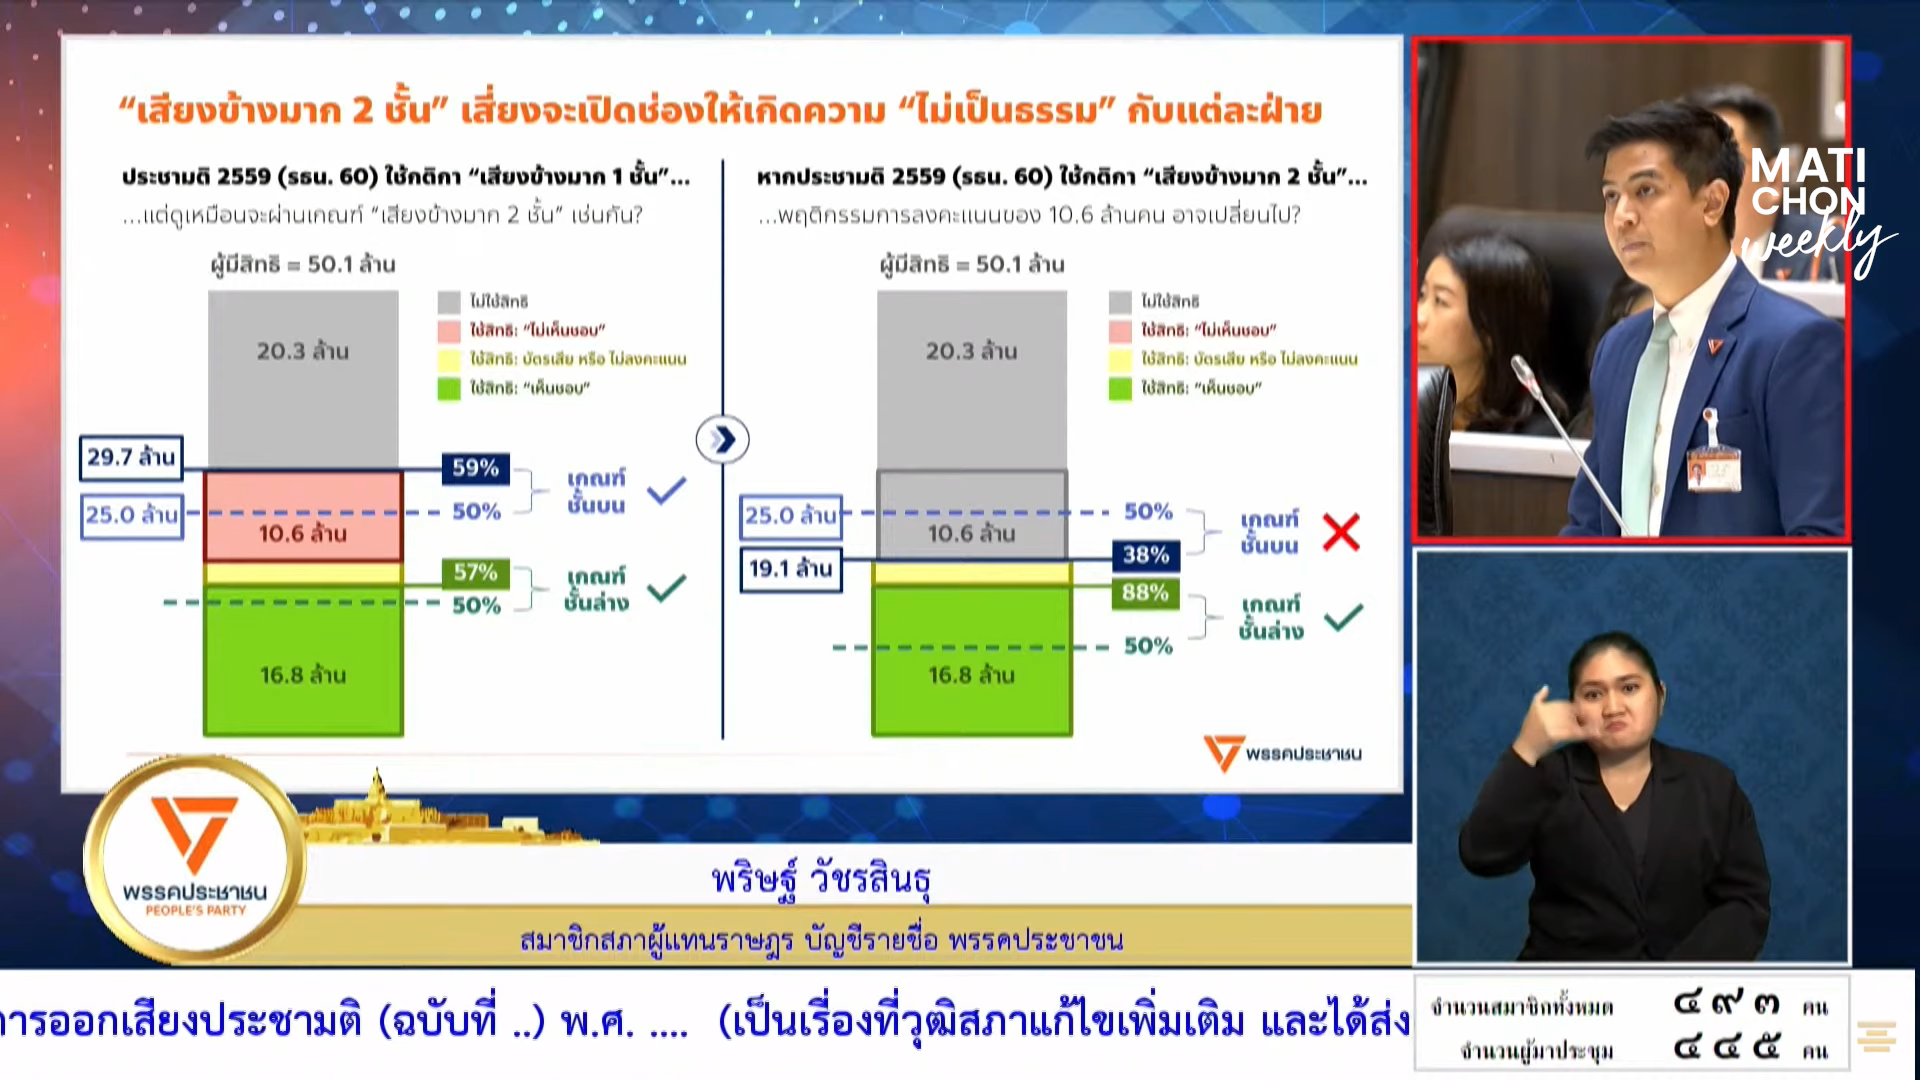 “เสียงข้างมาก 2 ชั้น” เสี่ยงจะเปิดช่องให้เกิดความ “ไม่เป็นธรรม” กับแต่ละฝ่าย
ประชามติ 2559 (รธน. 60) ใช้กติกา “เสียงข้างมาก 1 ชั้น”...
...แต่ดูเหมือนจะผ่านเกณฑ์ “เสียงข้างมาก 2 ชั้น” เช่นกัน?
ผู้มีสิทธิ = 50.1 ล้าน
ไม่ใช้สิทธิ
ใช้สิทธิ: “ไม่เห็นชอบ”
ใช้สิทธิ: บัตรเสีย หรือ ไม่ลงคะแนน
ใช้สิทธิ: “เห็นชอบ”
20.3 ล้าน
29.7 ล้าน
59%
25.0 ล้าน
50%
เกณฑ์
ชั้นบน
10.6 ล้าน
57%
50%
เกณฑ์
ชั้นล่าง
16.8 ล้าน
หากประชามติ 2559 (รธน. 60) ใช้กติกา “เสียงข้างมาก 2 ชั้น”...
...พฤติกรรมการลงคะแนนของ 10.6 ล้านคน อาจเปลี่ยนไป?
ผู้มีสิทธิ = 50.1 ล้าน
ไม่ใช้สิทธิ
ใช้สิทธิ: “ไม่เห็นชอบ”
ใช้สิทธิ: บัตรเสีย หรือ ไม่ลงคะแนน
ใช้สิทธิ: “เห็นชอบ”
20.3 ล้าน
25.0 ล้าน
50%
10.6 ล้าน
เกณฑ์
ชั้นบน
19.1 ล้าน
38%
88%
50%
เกณฑ์
ชั้นล่าง
16.8 ล้าน
พรรคประชาชน
MATI
CHON
weekly
พรรคประชาชน
PEOPLE'S PARTY
พริษฐ์ วัชรสินธุ
สมาชิกสภาผู้แทนราษฎร บัญชีรายชื่อ พรรคประชาชน
การออกเสียงประชามติ (ฉบับที่ ..) พ.ศ. .... (เป็นเรื่องที่วุฒิสภาแก้ไขเพิ่มเติม และได้ส่ง
จำนวนสมาชิกทั้งหมด ๔๙๓ คน
จำนวนผู้มาประชุม ๔๔๕ คน